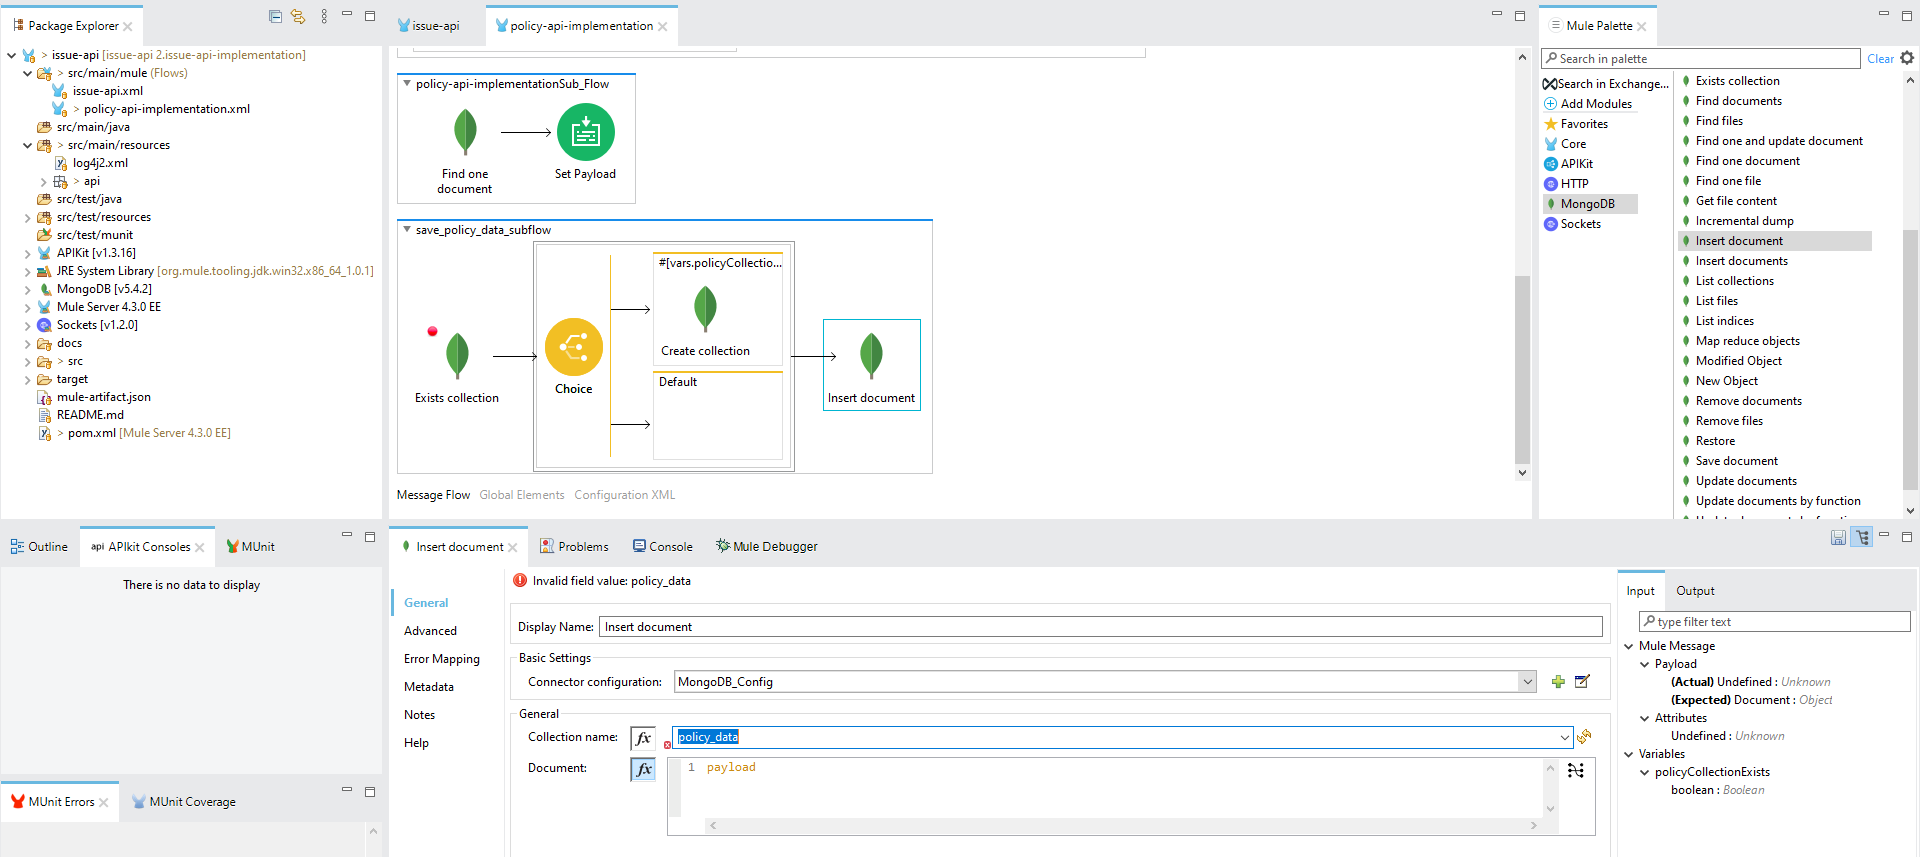 Package Explorer
issue-api [issue-api 2.issue-api-implementation]
src/main/mule (Flows)
issue-api.xml
policy-api-implementation.xml
src/main/java
src/main/resources
log4j2.xml
api
src/test/java
src/test/resources
src/test/munit
APIKit [v1.3.16]
JRE System Library [org.mule.tooling.jdk.win32.x86_64_1.0.1]
MongoDB [v5.4.2]
Mule Server 4.3.0 EE
Sockets [v1.2.0]
docs
src
target
mule-artifact.json
README.md
pom.xml [Mule Server 4.3.0 EE]
issue-api
policy-api-implementation
policy-api-implementationSub_Flow
Find one
document
Set Payload
save_policy_data_subflow
Exists collection
Choice
#[vars.policyCollectio...
Create collection
Default
Insert document
Message Flow Global Elements Configuration XML
Mule Palette
Search in palette
Clear
Search in Exchange...
Add Modules
Favorites
Core
APIKit
HTTP
MongoDB
Sockets
Exists collection
Find documents
Find files
Find one and update document
Find one document
Find one file
Get file content
Incremental dump
Insert document
Insert documents
List collections
List files
List indices
Map reduce objects
Modified Object
New Object
Remove documents
Remove files
Restore
Save document
Update documents
Update documents by function
Outline
api APIkit Consoles
MUnit
There is no data to display
MUnit Errors
MUnit Coverage
Insert document
Problems
Console
Mule Debugger
General
Advanced
Error Mapping
Metadata
Notes
Help
Invalid field value: policy_data
Display Name: Insert document
Basic Settings
Connector configuration: MongoDB_Config
General
Collection name: fx policy_data
Document: fx 1 payload
Input
Output
type filter text
Mule Message
Payload
(Actual) Undefined : Unknown
(Expected) Document : Object
Attributes
Undefined : Unknown
Variables
policyCollectionExists
boolean : Boolean